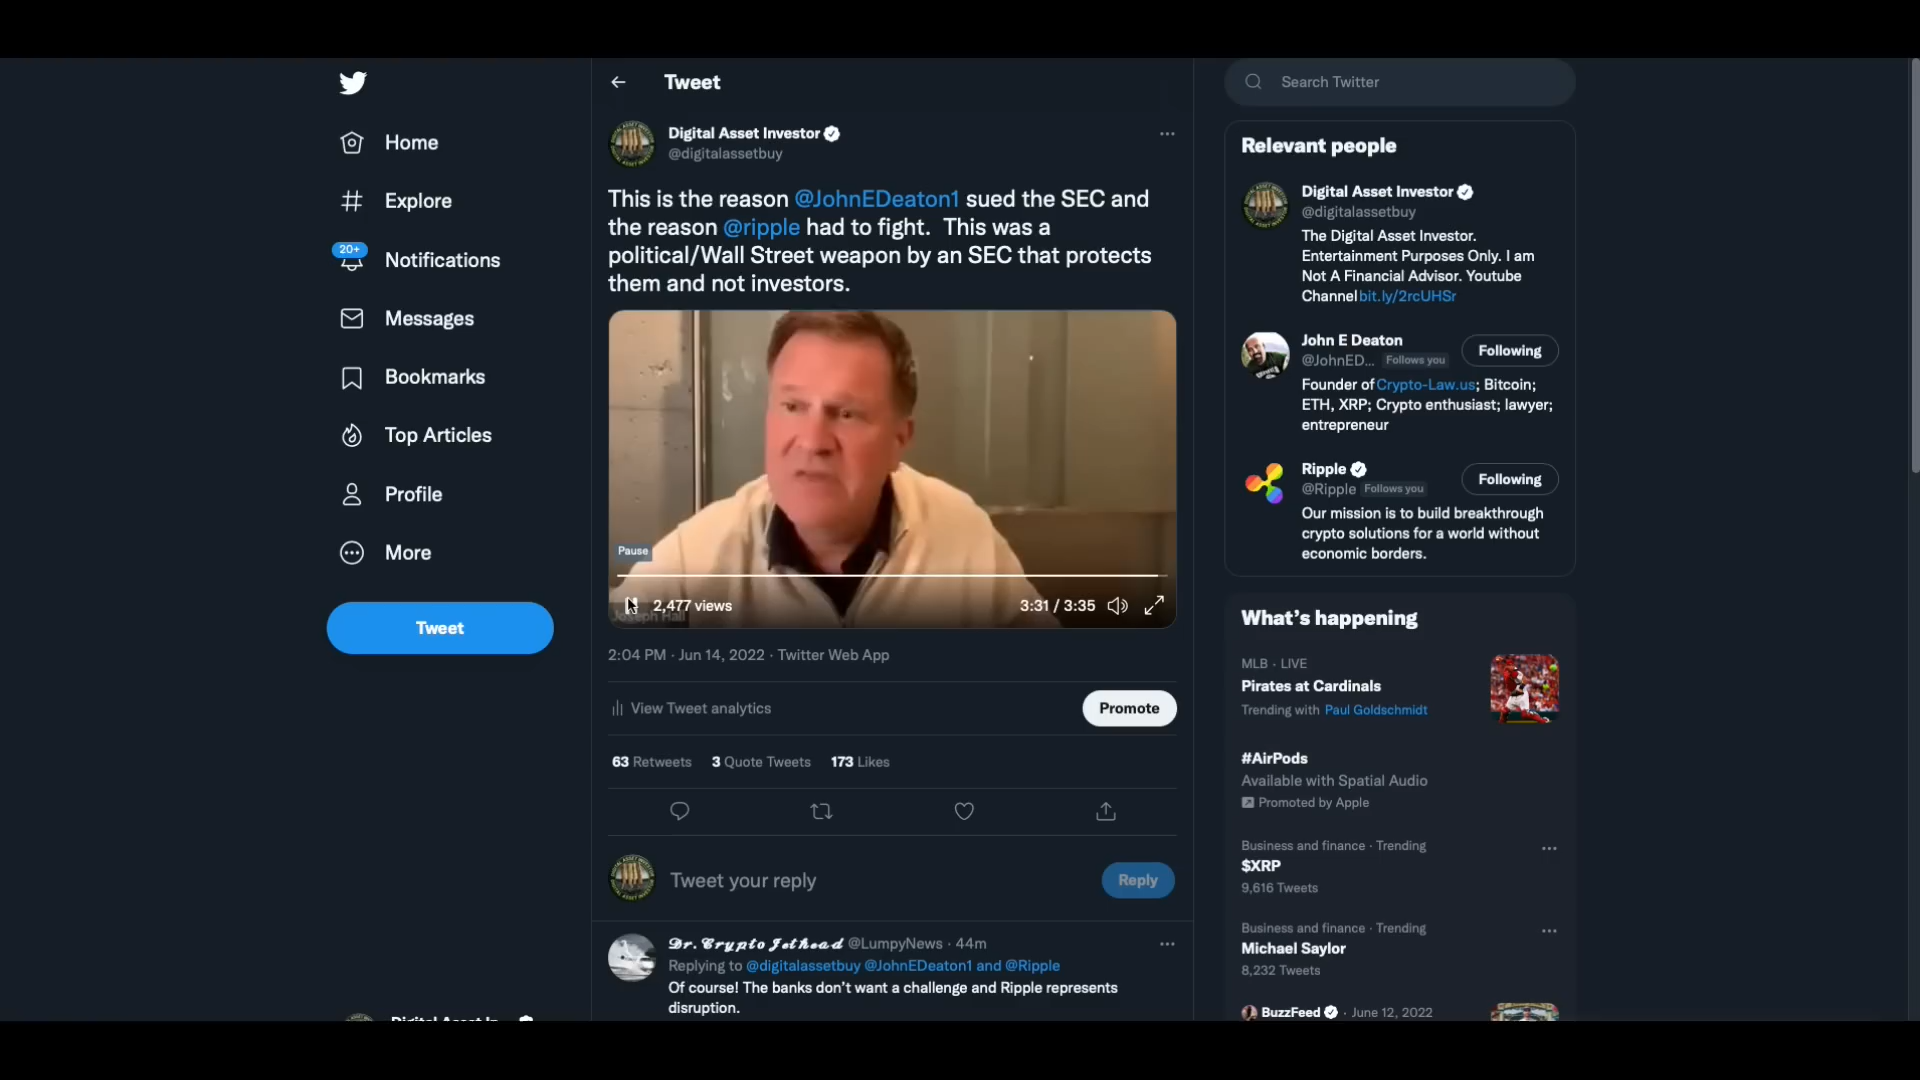 Home
Explore
20+
Notifications
Messages
Bookmarks
Top Articles
Profile
More
Tweet
Tweet
Digital Asset Investor
@digitalassetbuy
This is the reason @JohnEDeaton1 sued the SEC and
the reason @ripple had to fight. This was a
political/Wall Street weapon by an SEC that protects
them and not investors.
Pause
2,477 views
3:31 / 3:35
Joseph Hall
2:04 PM · Jun 14, 2022 · Twitter Web App
View Tweet analytics
Promote
63 Retweets 3 Quote Tweets 173 Likes
Tweet your reply
Reply
Dr. Crypto Jethead @LumpyNews · 44m
Replying to @digitalassetbuy @JohnEDeaton1 and @Ripple
Of course! The banks don’t want a challenge and Ripple represents
disruption.
Search Twitter
Relevant people
Digital Asset Investor
@digitalassetbuy
The Digital Asset Investor.
Entertainment Purposes Only. I am
Not A Financial Advisor. Youtube
Channel bit.ly/2rcUHSr
John E Deaton
@JohnED... Follows you
Following
Founder of Crypto-Law.us; Bitcoin;
ETH, XRP; Crypto enthusiast; lawyer;
entrepreneur
Ripple
@Ripple Follows you
Following
Our mission is to build breakthrough
crypto solutions for a world without
economic borders.
What’s happening
MLB · LIVE
Pirates at Cardinals
Trending with Paul Goldschmidt
#AirPods
Available with Spatial Audio
Promoted by Apple
Business and finance · Trending
$XRP
9,616 Tweets
Business and finance · Trending
Michael Saylor
8,232 Tweets
BuzzFeed · June 12, 2022